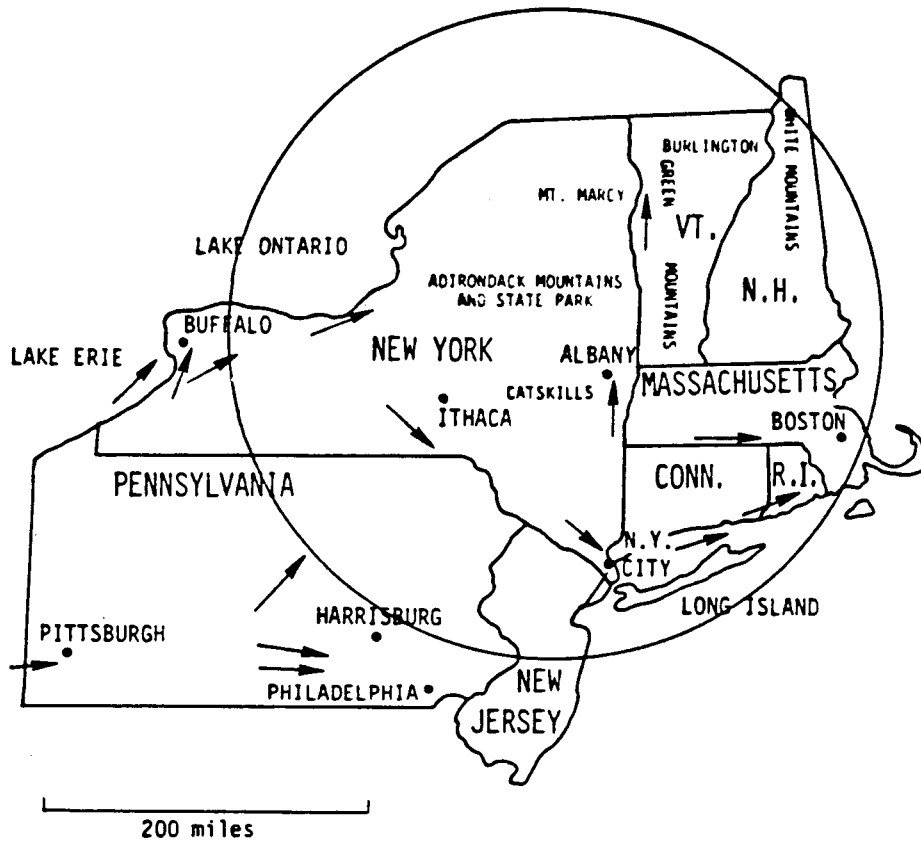 BURLINGTON
WHITE MOUNTAINS
GREEN
MOUNTAINS
MT. MARCY
VT.
LAKE ONTARIO
ADIRONDACK MOUNTAINS
AND STATE PARK
N.H.
BUFFALO
LAKE ERIE
NEW YORK
ALBANY
MASSACHUSETTS
CATSKILLS
ITHACA
BOSTON
PENNSYLVANIA
CONN.
R.I.
N.Y.
CITY
LONG ISLAND
HARRISBURG
PITTSBURGH
PHILADELPHIA
NEW
JERSEY
200 miles